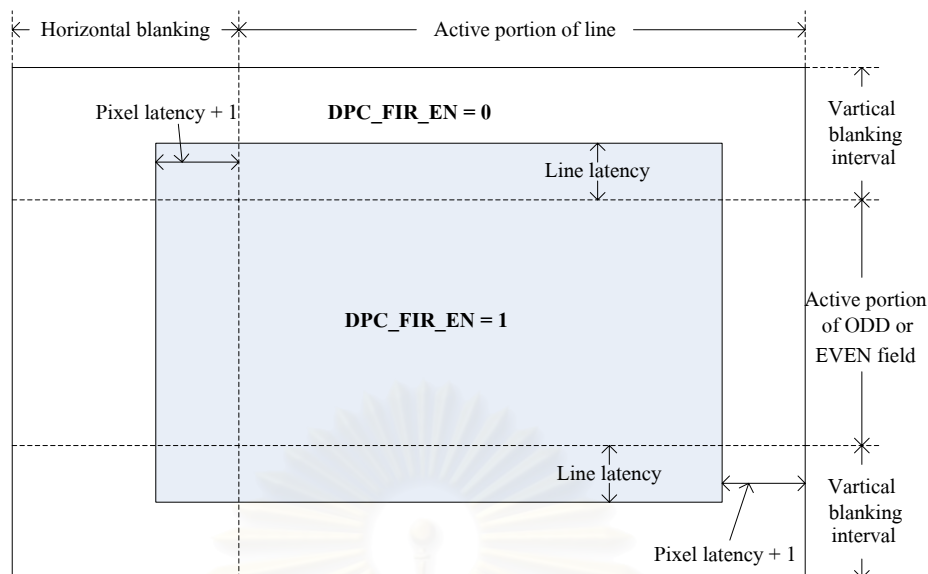 Horizontal blanking
Active portion of line
Pixel latency + 1
DPC_FIR_EN = 0
Vartical
blanking
interval
Line latency
DPC_FIR_EN = 1
Active portion
of ODD or
EVEN field
Line latency
Vartical
blanking
interval
Pixel latency + 1